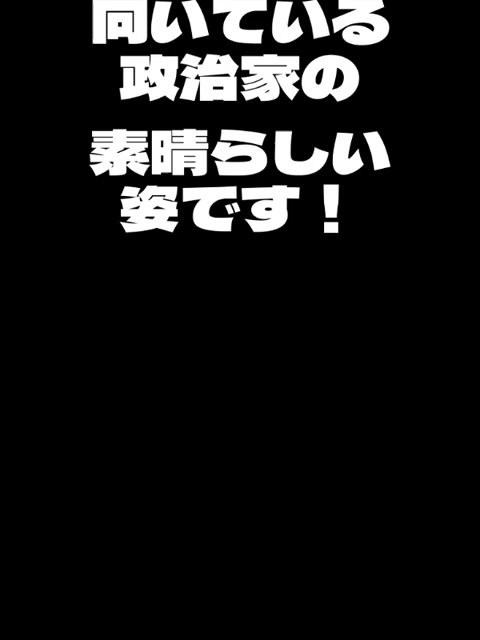 向いている
政治家の
素晴らしい
姿です！